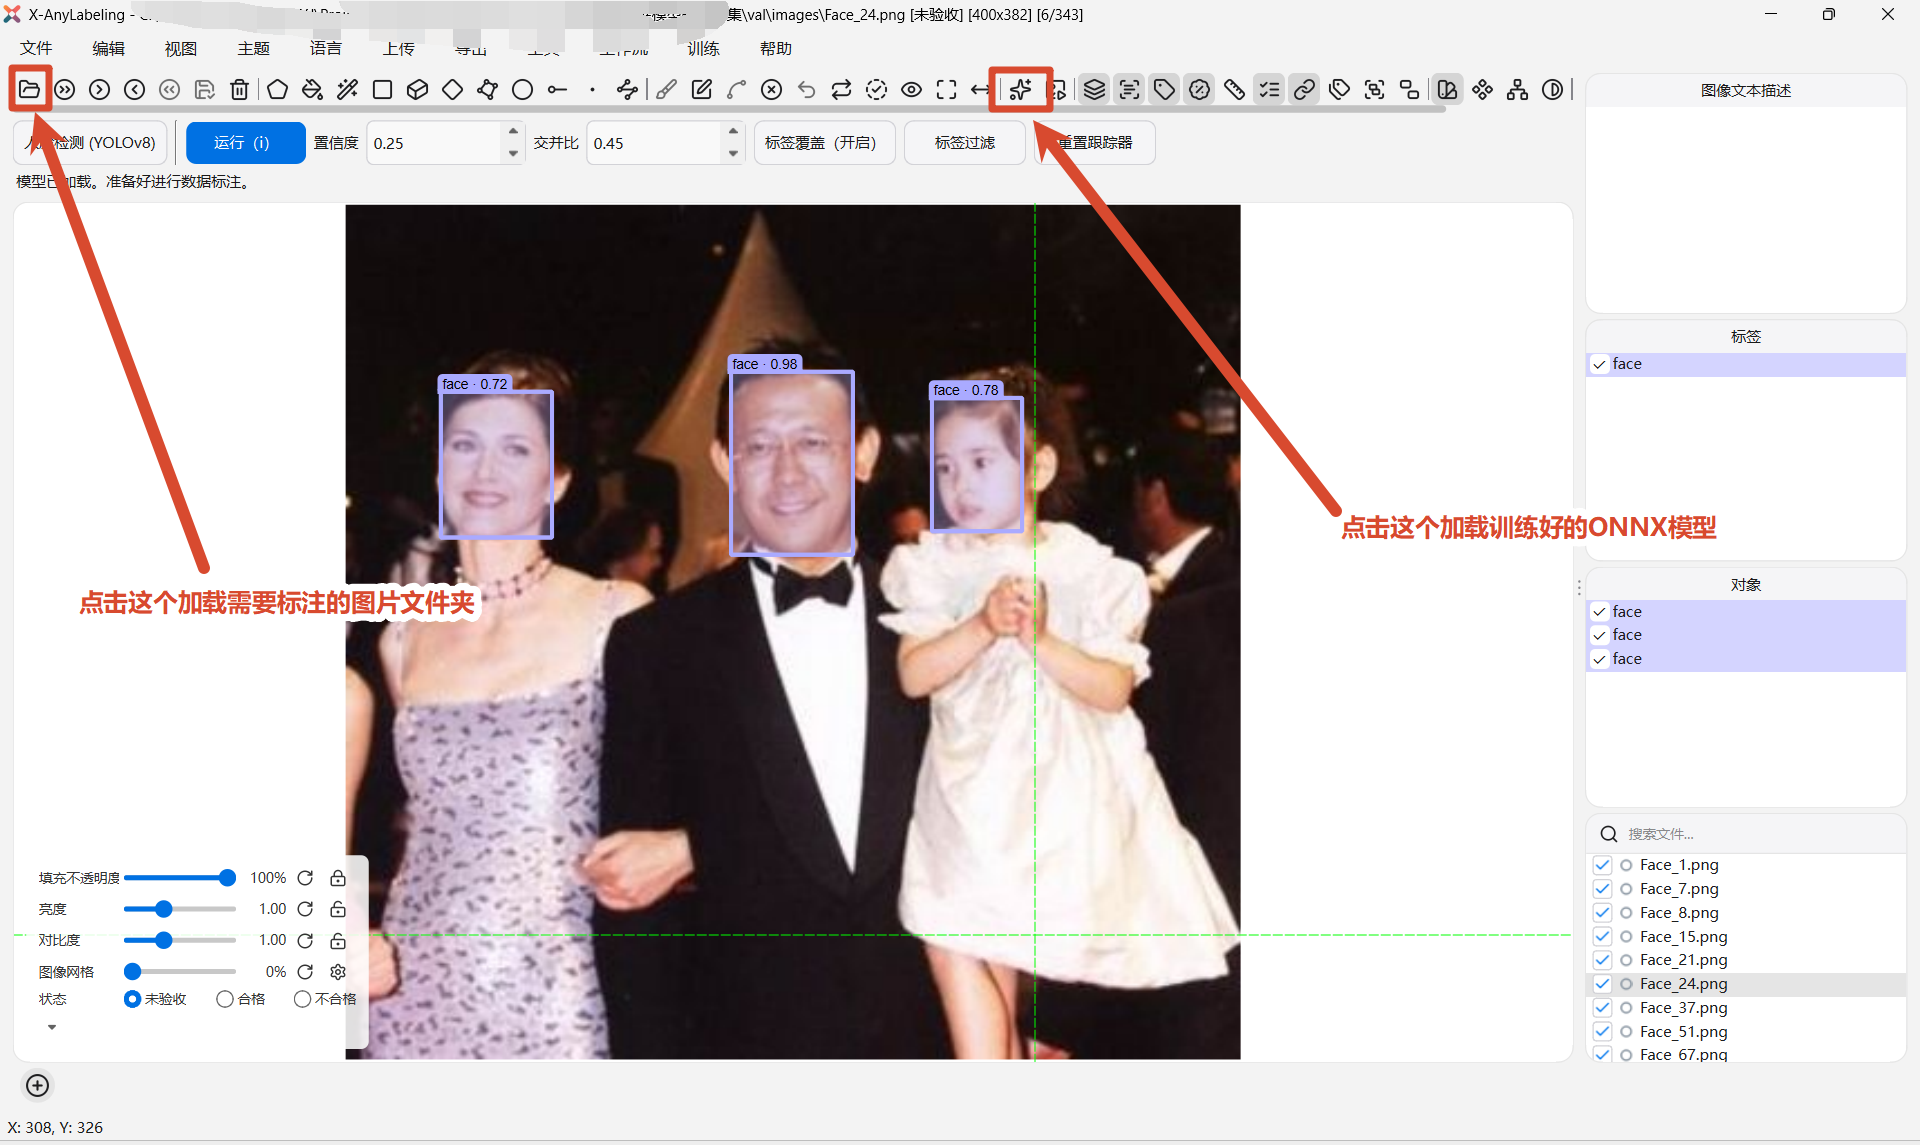 X-AnyLabeling -
集\val\images\Face_24.png [未验收] [400x382] [6/343]
文件 编辑 视图 主题 语言 上传 训练 帮助
检测 (YOLOv8) 运行 (i) 置信度 0.25 交并比 0.45 标签覆盖 (开启) 标签过滤 重置跟踪器
模型已加载。准备好进行数据标注。
face · 0.72
face · 0.98
face · 0.78
点击这个加载需要标注的图片文件夹
点击这个加载训练好的ONNX模型
填充不透明度 100%
亮度 1.00
对比度 1.00
图像网格 0%
状态 未验收 合格 不合格
X: 308, Y: 326
图像文本描述
标签
face
对象
face
face
face
搜索文件...
Face_1.png
Face_7.png
Face_8.png
Face_15.png
Face_21.png
Face_24.png
Face_37.png
Face_51.png
Face_67.png